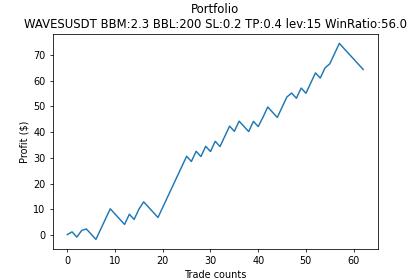 Portfolio
WAVESUSDT BBM:2.3 BBL:200 SL:0.2 TP:0.4 lev:15 WinRatio:56.0
70
60
50
40
30
20
10
0
Profit ($)
0 10 20 30 40 50 60
Trade counts